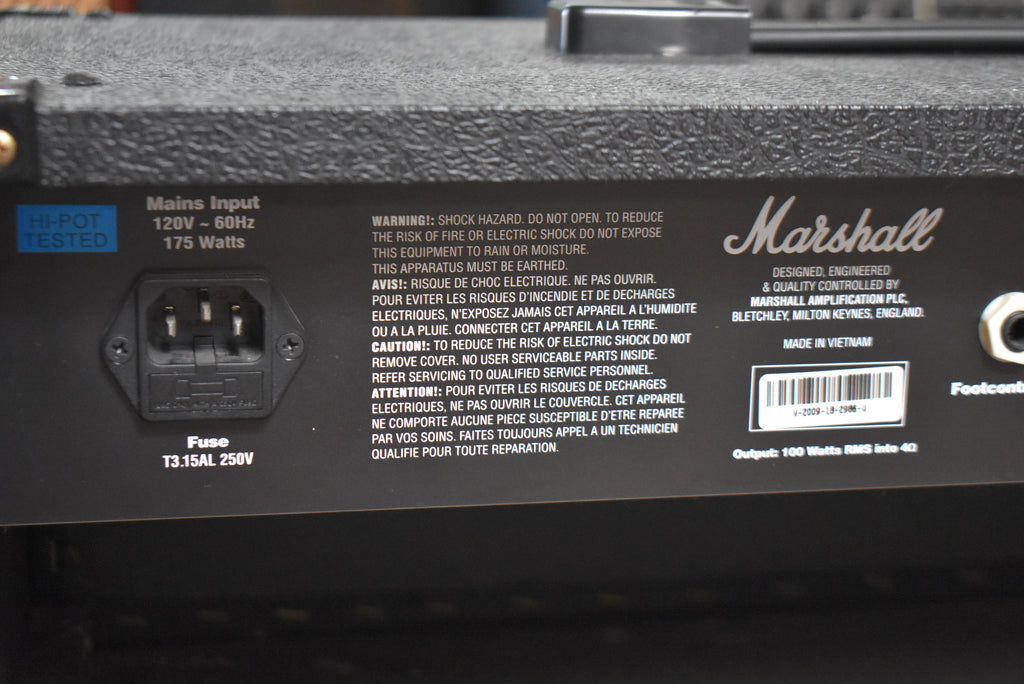 HI-POT
TESTED
Mains Input
120V ~ 60Hz
175 Watts
Fuse
T3.15AL 250V
WARNING!: SHOCK HAZARD. DO NOT OPEN. TO REDUCE
THE RISK OF FIRE OR ELECTRIC SHOCK DO NOT EXPOSE
THIS EQUIPMENT TO RAIN OR MOISTURE.
THIS APPARATUS MUST BE EARTHED.
AVIS!: RISQUE DE CHOC ELECTRIQUE. NE PAS OUVRIR.
POUR EVITER LES RISQUES D'INCENDIE ET DE DECHARGES
ELECTRIQUES, N'EXPOSEZ JAMAIS CET APPAREIL A L'HUMIDITE
OU A LA PLUIE. CONNECTER CET APPAREIL A LA TERRE.
CAUTION!: TO REDUCE THE RISK OF ELECTRIC SHOCK DO NOT
REMOVE COVER. NO USER SERVICEABLE PARTS INSIDE.
REFER SERVICING TO QUALIFIED SERVICE PERSONNEL.
ATTENTION!: POUR EVITER LES RISQUES DE DECHARGES
ELECTRIQUES, NE PAS OUVRIR LE COUVERCLE. CET APPAREIL
NE COMPORTE AUCUNE PIECE SUSCEPTIBLE D'ETRE REPAREE
PAR VOS SOINS. FAITES TOUJOURS APPEL A UN TECHNICIEN
QUALIFIE POUR TOUTE REPARATION.
Marshall
DESIGNED, ENGINEERED
& QUALITY CONTROLLED BY
MARSHALL AMPLIFICATION PLC,
BLETCHLEY, MILTON KEYNES, ENGLAND.
MADE IN VIETNAM
V-2009-18-2986-0
Output: 100 Watts RMS into 4Ω
Footcont